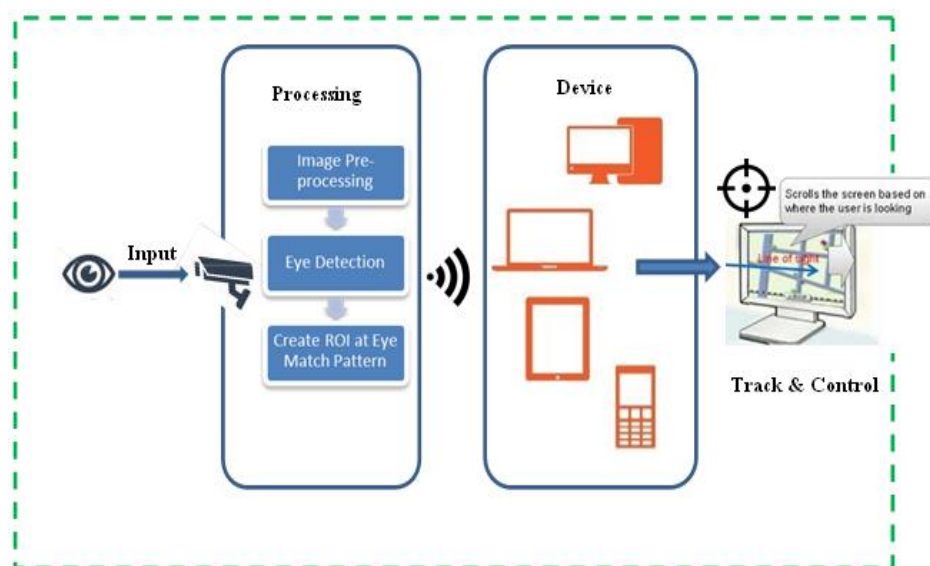 Processing
Image Pre-
processing
Eye Detection
Create ROI at Eye
Match Pattern
Input
Device
Scrolls the screen based on
where the user is looking
Line of sight
Track & Control